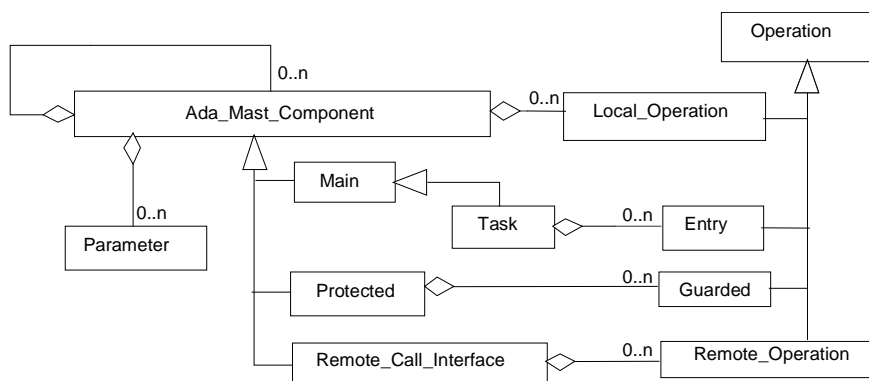 Operation
0..n
0..n
Ada_Mast_Component
Local_Operation
Main
0..n
0..n
Parameter
Task
Entry
0..n
Protected
Guarded
0..n
Remote_Call_Interface
Remote_Operation